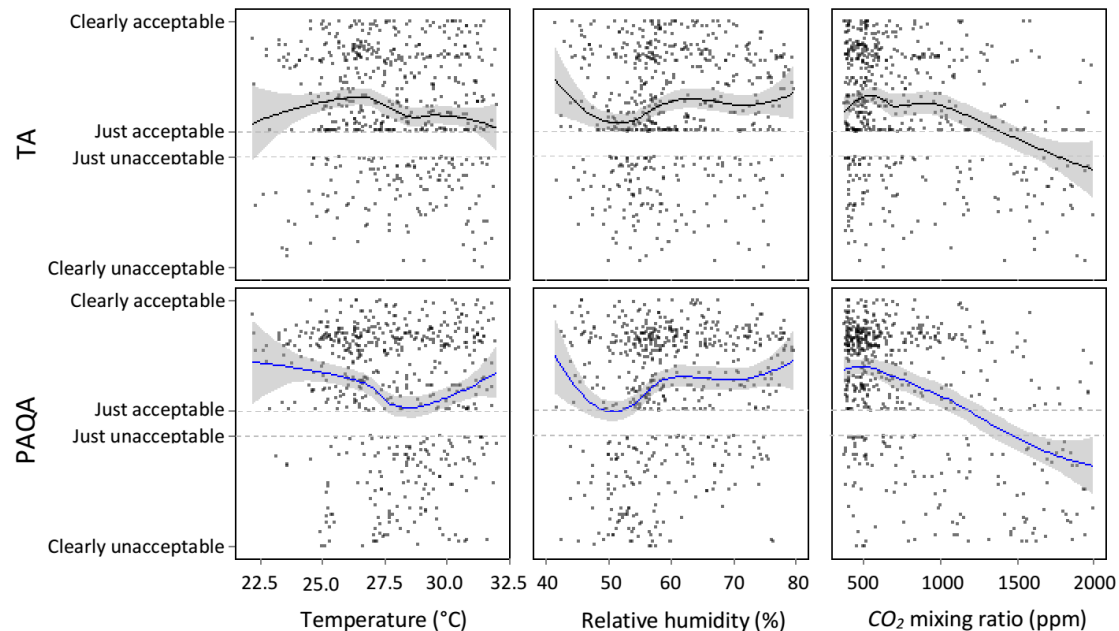 TA
Clearly acceptable
Just acceptable
Just unacceptable
Clearly unacceptable
PAQA
Clearly acceptable
Just acceptable
Just unacceptable
Clearly unacceptable
22.5 25.0 27.5 30.0 32.5 40 50 60 70 80 500 1000 1500 2000
Temperature (°C) Relative humidity (%) CO₂ mixing ratio (ppm)